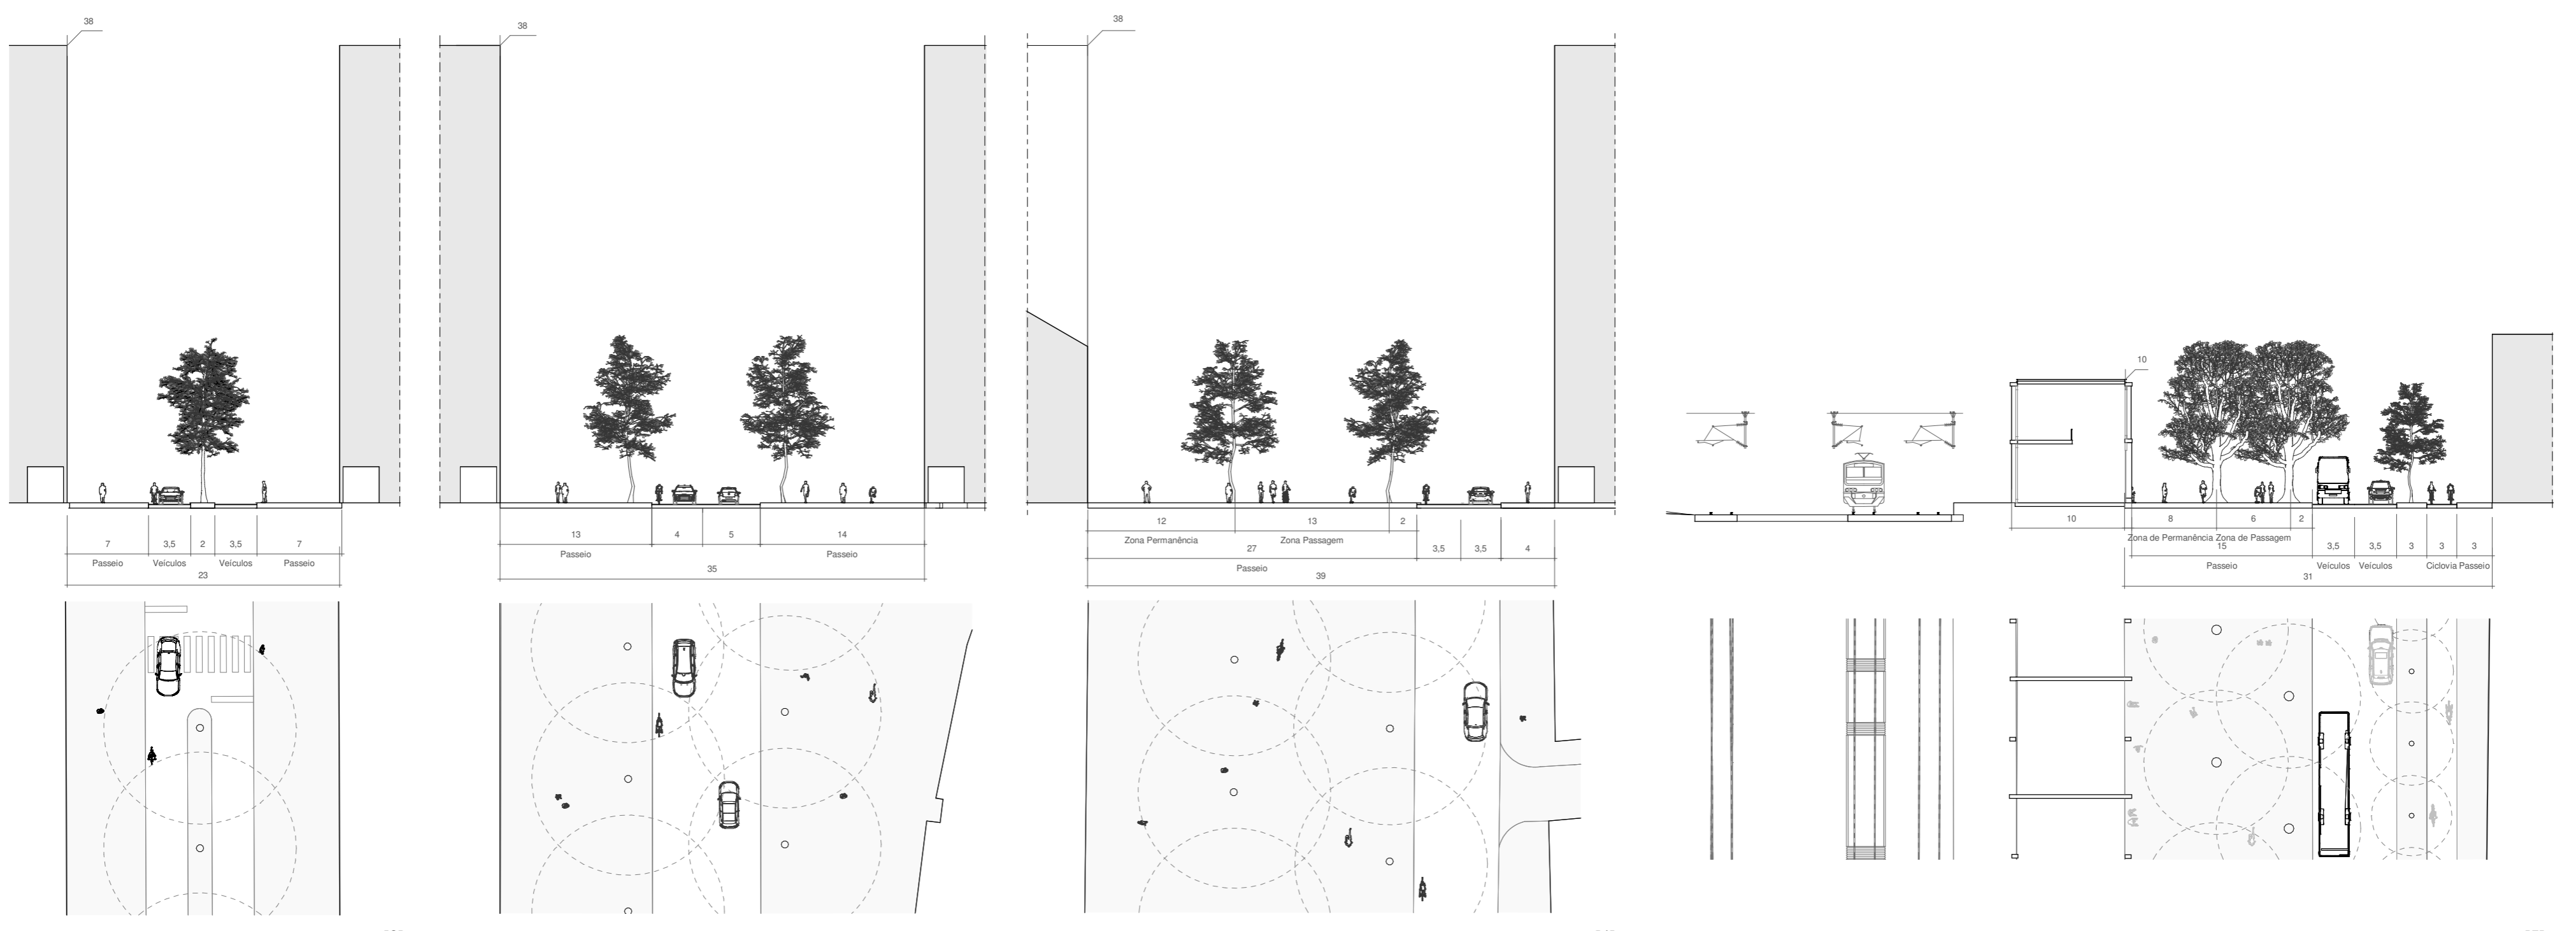 38
7 3,5 2 3,5 7
Passeio Veículos Veículos Passeio
23
38
13 4 5 14
Passeio Passeio
35
38
12 13 2
Zona Permanência Zona Passagem
27 3,5 3,5 4
Passeio
39
10
10 8 6 2
Zona de Permanência Zona de Passagem
15 3,5 3,5 3 3 3
Passeio Veículos Veículos Ciclovia Passeio
31